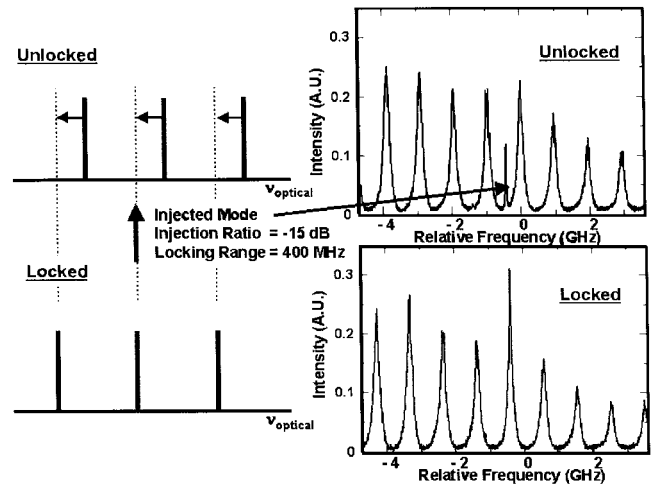 Unlocked
ν optical
Injected Mode
Injection Ratio = -15 dB
Locking Range = 400 MHz
Locked
ν optical
Intensity (A.U.)
0.3
0.2
0.1
0
Unlocked
- 4 - 2 0 2
Relative Frequency (GHz)
Intensity (A.U.)
0.3
0.2
0.1
0
Locked
- 4 - 2 0 2
Relative Frequency (GHz)